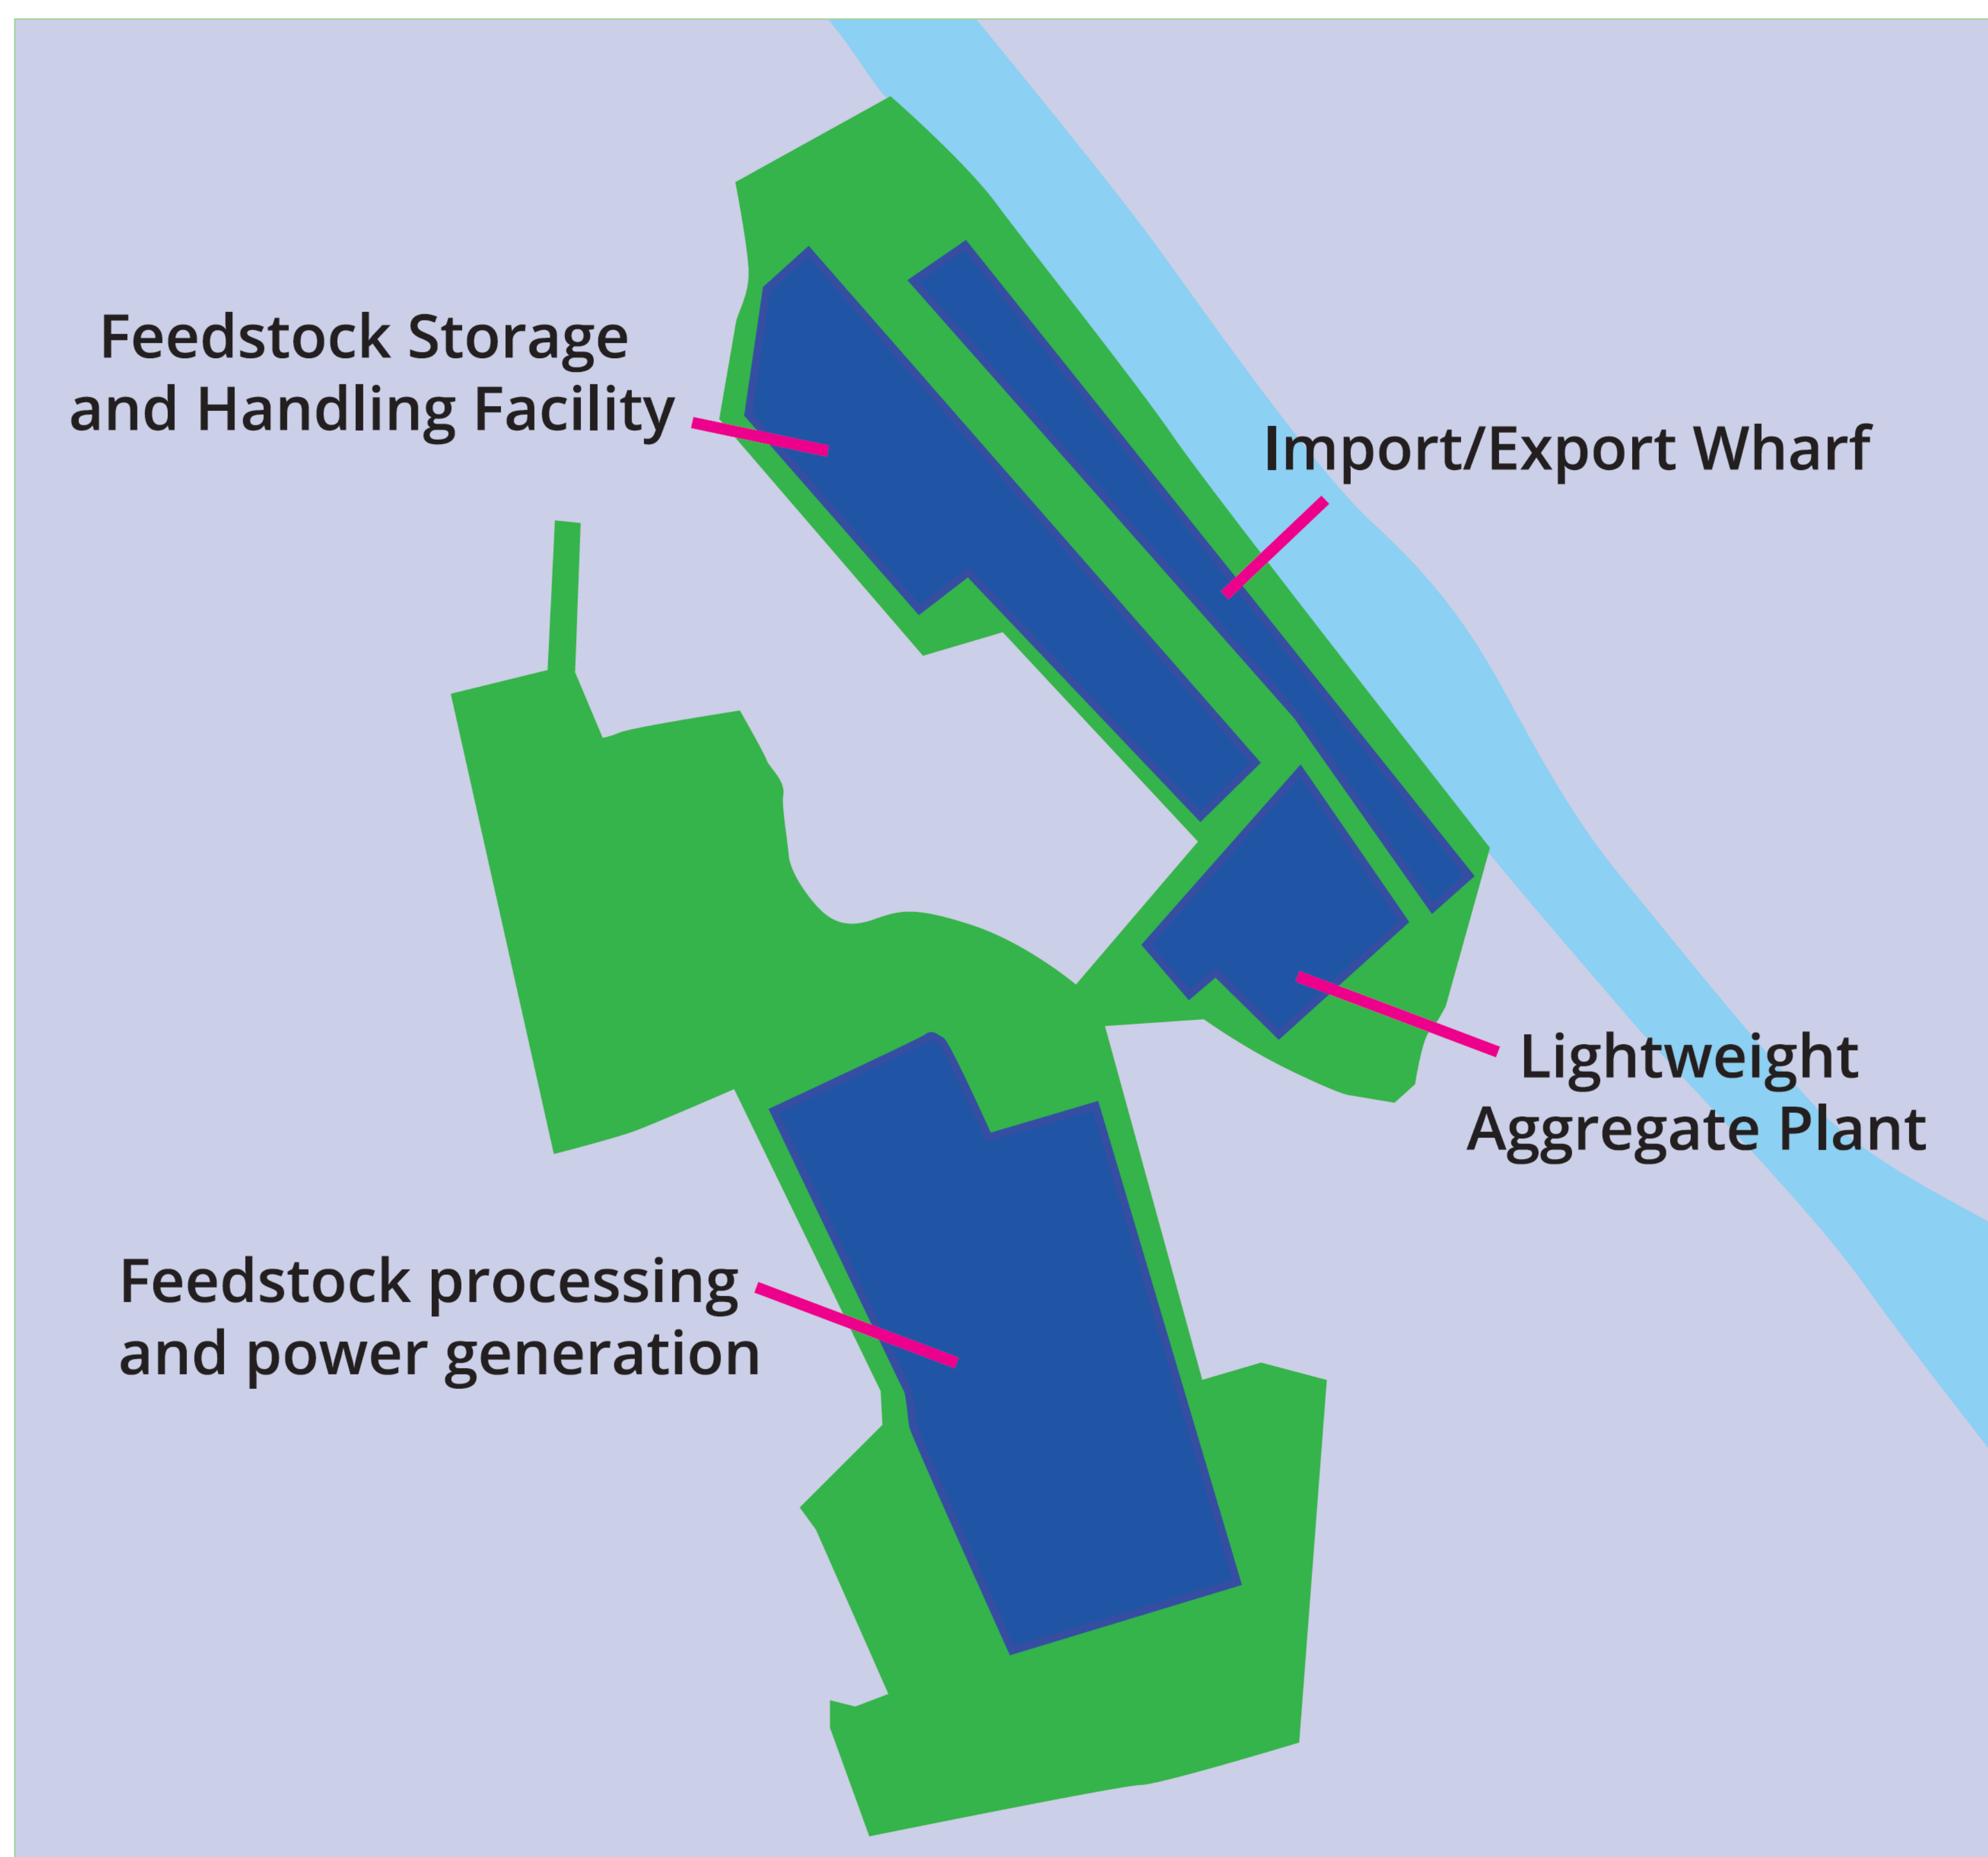 Feedstock Storage
and Handling Facility
Import/Export Wharf
Lightweight
Aggregate Plant
Feedstock processing
and power generation